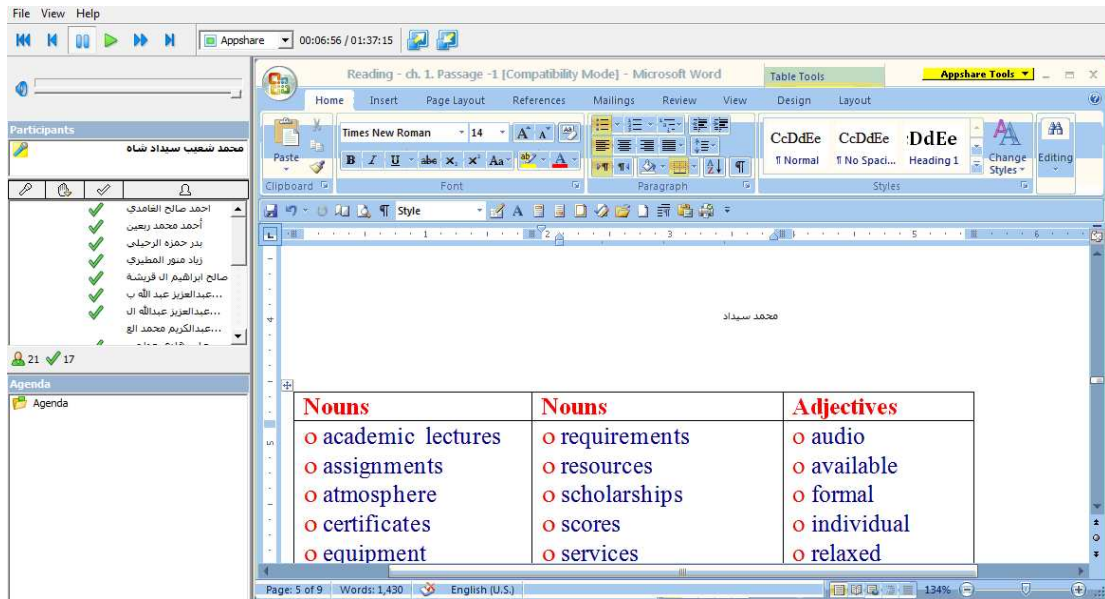 File View Help
Appshare 00:06:56 / 01:37:15
Participants
محمد شعيب سيداد شاه
احمد صالح الغامدي
أحمد محمد ربعين
بدر حمزه الرحيلي
زياد منور المطيري
صالح ابراهيم ال قريشة
عبدالعزيز عبد الله ب...
عبدالعزيز عبدالله ال...
عبدالكريم محمد الع...
21 17
Agenda
Agenda
Reading - ch. 1. Passage -1 [Compatibility Mode] - Microsoft Word Table Tools Appshare Tools
Home Insert Page Layout References Mailings Review View Design Layout
Times New Roman 14
Paste
CcDdEe CcDdEe :DdEe
¶ Normal ¶ No Spaci... Heading 1
Change Styles Editing
Clipboard Font Paragraph Styles
Style
1 2 3 5 6
محمد سيداد
Nouns Nouns Adjectives
o academic lectures o requirements o audio
o assignments o resources o available
o atmosphere o scholarships o formal
o certificates o scores o individual
o equipment o services o relaxed
Page: 5 of 9 Words: 1,430 English (U.S.) 134%